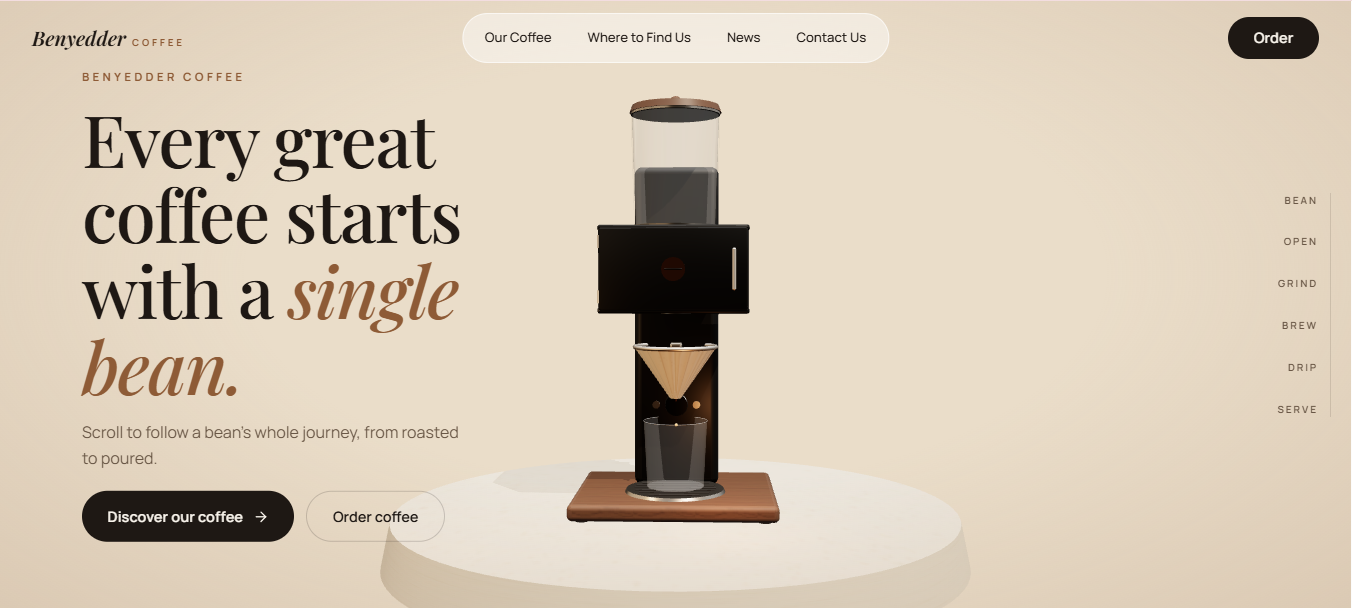 Benyedder COFFEE
Our Coffee
Where to Find Us
News
Contact Us
Order
BENYEDDER COFFEE
Every great
coffee starts
with a single
bean.
Scroll to follow a bean's whole journey, from roasted
to poured.
Discover our coffee →
Order coffee
BEAN
OPEN
GRIND
BREW
DRIP
SERVE